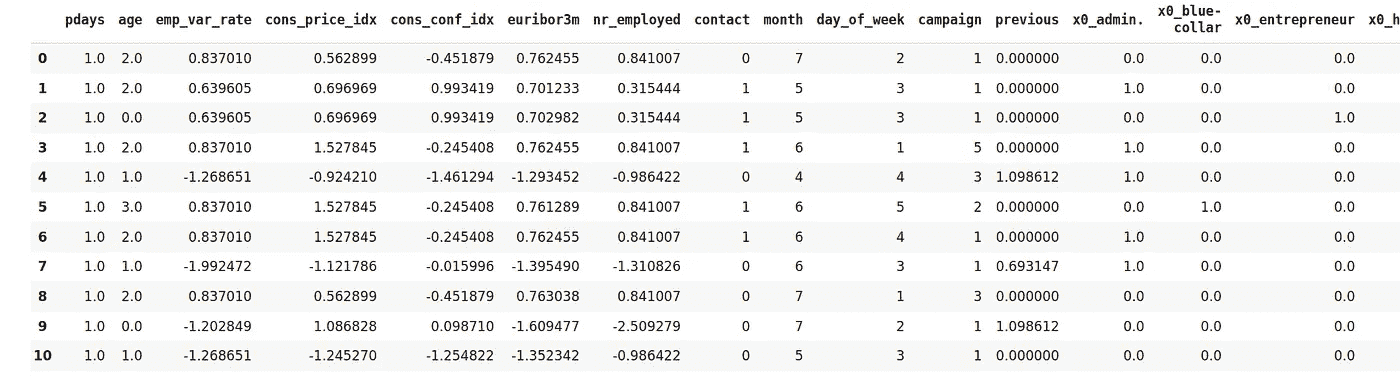 pdays age emp_var_rate cons_price_idx cons_conf_idx euribor3m nr_employed contact month day_of_week campaign previous x0_admin. x0_blue-collar x0_entrepreneur x0_h
0 1.0 2.0 0.837010 0.562899 -0.451879 0.762455 0.841007 0 7 2 1 0.000000 0.0 0.0 0.0
1 1.0 2.0 0.639605 0.696969 0.993419 0.701233 0.315444 1 5 3 1 0.000000 1.0 0.0 0.0
2 1.0 0.0 0.639605 0.696969 0.993419 0.702982 0.315444 1 5 3 1 0.000000 0.0 0.0 1.0
3 1.0 2.0 0.837010 1.527845 -0.245408 0.762455 0.841007 1 6 1 5 0.000000 1.0 0.0 0.0
4 1.0 1.0 -1.268651 -0.924210 -1.461294 -1.293452 -0.986422 0 4 4 3 1.098612 1.0 0.0 0.0
5 1.0 3.0 0.837010 1.527845 -0.245408 0.761289 0.841007 1 6 5 2 0.000000 0.0 1.0 0.0
6 1.0 2.0 0.837010 1.527845 -0.245408 0.762455 0.841007 1 6 4 1 0.000000 1.0 0.0 0.0
7 1.0 1.0 -1.992472 -1.121786 -0.015996 -1.395490 -1.310826 0 6 3 1 0.693147 1.0 0.0 0.0
8 1.0 2.0 0.837010 0.562899 -0.451879 0.763038 0.841007 0 7 1 3 0.000000 0.0 0.0 0.0
9 1.0 0.0 -1.202849 1.086828 0.098710 -1.609477 -2.509279 0 7 2 1 1.098612 0.0 0.0 0.0
10 1.0 1.0 -1.268651 -1.245270 -1.254822 -1.352342 -0.986422 0 5 3 1 0.000000 0.0 0.0 0.0